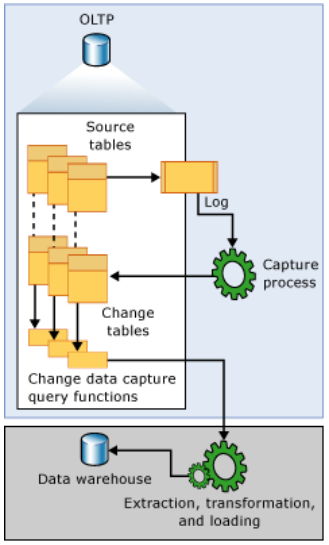 OLTP
Source
tables
Log
Capture
process
Change
tables
Change data capture
query functions
Data warehouse
Extraction, transformation,
and loading